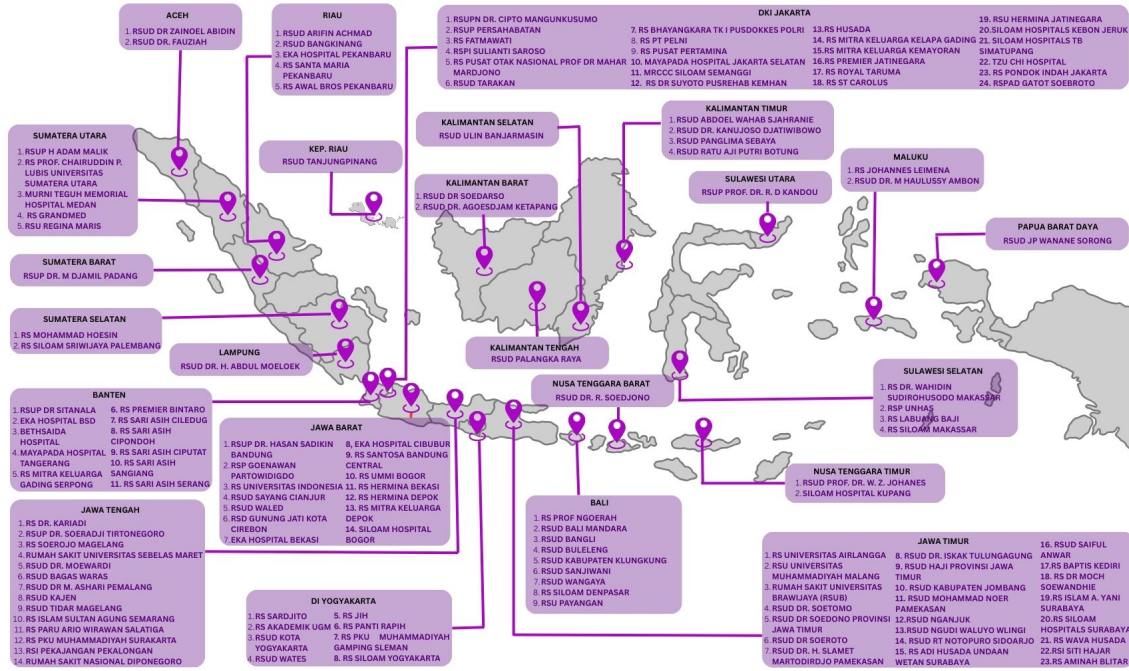 ACEH
1. RSUD DR ZAINOEL ABIDIN
2. RSUD DR. FAUZIAH
RIAU
1. RSUD ARIFIN ACHMAD
2. RSUD BANGKINANG
3. EKA HOSPITAL PEKANBARU
4. RS SANTA MARIA
PEKANBARU
5. RS AWAL BROS PEKANBARU
DKI JAKARTA
1. RSUPN DR. CIPTO MANGUNKUSUMO
2. RSUP PERSAHABATAN
3. RS FATMAWATI
4. RSPI SULIANTI SAROSO
5. RS PUSAT OTAK NASIONAL PROF DR MAHAR
MARDJONO
6. RSUD TARAKAN
7. RS BHAYANGKARA TK I PUSDOKKES POLRI
8. RS PT PELNI
9. RS PUSAT PERTAMINA
10. MAYAPADA HOSPITAL JAKARTA SELATAN
11. MRCCC SILOAM SEMANGGI
12. RS DR SUYOTO PUSREHAB KEMHAN
13. RS HUSADA
14. RS MITRA KELUARGA KELAPA GADING
15. RS MITRA KELUARGA KEMAYORAN
16. RS PREMIER JATINEGARA
17. RS ROYAL TARUMA
18. RS ST CAROLUS
19. RSU HERMINA JATINEGARA
20. SILOAM HOSPITALS KEBON JERUK
21. SILOAM HOSPITALS TB
SIMATUPANG
22. TZU CHI HOSPITAL
23. RS PONDOK INDAH JAKARTA
24. RSPAD GATOT SOEBROTO
SUMATERA UTARA
1. RSUP H ADAM MALIK
2. RS PROF. CHAIRUDDIN P.
LUBIS UNIVERSITAS
SUMATERA UTARA
3. MURNI TEGUH MEMORIAL
HOSPITAL MEDAN
4. RS GRANDMED
5. RSU REGINA MARIS
KEP. RIAU
RSUD TANJUNGPINANG
KALIMANTAN SELATAN
RSUD ULIN BANJARMASIN
KALIMANTAN TIMUR
1. RSUD ABDOEL WAHAB SJAHRANIE
2. RSUD DR. KANUJOSO DJATIWIBOWO
3. RSUD PANGLIMA SEBAYA
4. RSUD RATU AJI PUTRI BOTUNG
KALIMANTAN BARAT
1. RSUD DR SOEDARSO
2. RSUD DR. AGOESDJAM KETAPANG
SULAWESI UTARA
RSUP PROF. DR. R. D KANDOU
MALUKU
1. RS JOHANNES LEIMENA
2. RSUD DR. M HAULUSSY AMBON
PAPUA BARAT DAYA
RSUD JP WANANE SORONG
SUMATERA BARAT
RSUP DR. M DJAMIL PADANG
SUMATERA SELATAN
1. RS MOHAMMAD HOESIN
2. RS SILOAM SRIWIJAYA PALEMBANG
LAMPUNG
RSUD DR. H. ABDUL MOELOEK
KALIMANTAN TENGAH
RSUD PALANGKA RAYA
NUSA TENGGARA BARAT
RSUD DR. R. SOEDJONO
SULAWESI SELATAN
1. RS DR. WAHIDIN
SUDIROHUSODO MAKASSAR
2. RSP UNHAS
3. RS LABUANG BAJI
4. RS SILOAM MAKASSAR
BANTEN
1. RSUP DR SITANALA
2. EKA HOSPITAL BSD
3. BETHSAIDA
HOSPITAL
4. MAYAPADA HOSPITAL
TANGERANG
5. RS MITRA KELUARGA
GADING SERPONG
6. RS PREMIER BINTARO
7. RS SARI ASIH CILEDUG
8. RS SARI ASIH
CIPONDOH
9. RS SARI ASIH CIPUTAT
10. RS SARI ASIH
SANGIANG
11. RS SARI ASIH SERANG
JAWA BARAT
1. RSUP DR. HASAN SADIKIN
BANDUNG
2. RSP GOENAWAN
PARTOWIDIGDO
3. RS UNIVERSITAS INDONESIA
4. RSUD SAYANG CIANJUR
5. RSUD WALED
6. RSD GUNUNG JATI KOTA
CIREBON
7. EKA HOSPITAL BEKASI
8, EKA HOSPITAL CIBUBUR
9. RS SANTOSA BANDUNG
CENTRAL
10. RS UMMI BOGOR
11. RS HERMINA BEKASI
12. RS HERMINA DEPOK
13. RS MITRA KELUARGA
DEPOK
14. SILOAM HOSPITAL
BOGOR
NUSA TENGGARA TIMUR
1. RSUD PROF. DR. W. Z. JOHANES
2. SILOAM HOSPITAL KUPANG
JAWA TENGAH
1. RS DR. KARIADI
2. RSUP DR. SOERADJI TIRTONEGORO
3. RS SOEROJO MAGELANG
4. RUMAH SAKIT UNIVERSITAS SEBELAS MARET
5. RSUD DR. MOEWARDI
6. RSUD BAGAS WARAS
7. RSUD DR M. ASHARI PEMALANG
8. RSUD KAJEN
9. RSUD TIDAR MAGELANG
10. RS ISLAM SULTAN AGUNG SEMARANG
11. RS PARU ARIO WIRAWAN SALATIGA
12. RS PKU MUHAMMADIYAH SURAKARTA
13. RSI PEKAJANGAN PEKALONGAN
14. RUMAH SAKIT NASIONAL DIPONEGORO
DI YOGYAKARTA
1. RS SARDJITO
2. RS AKADEMIK UGM
3. RSUD KOTA
YOGYAKARTA
4. RSUD WATES
5. RS JIH
6. RS PANTI RAPIH
7. RS PKU MUHAMMADIYAH
GAMPING SLEMAN
8. RS SILOAM YOGYAKARTA
BALI
1. RS PROF NGOERAH
2. RSUD BALI MANDARA
3. RSUD BANGLI
4. RSUD BULELENG
5. RSUD KABUPATEN KLUNGKUNG
6. RSUD SANJIWANI
7. RSUD WANGAYA
8. RS SILOAM DENPASAR
9. RSU PAYANGAN
JAWA TIMUR
1. RS UNIVERSITAS AIRLANGGA
2. RSU UNIVERSITAS
MUHAMMADIYAH MALANG
3. RUMAH SAKIT UNIVERSITAS
BRAWIJAYA (RSUB)
4. RSUD DR. SOETOMO
5. RSUD DR SOEDONO PROVINSI
JAWA TIMUR
6. RSUD DR SOEROTO
7. RSUD DR. H. SLAMET
MARTODIRDJO PAMEKASAN
8. RSUD DR. ISKAK TULUNGAGUNG
9. RSUD HAJI PROVINSI JAWA
TIMUR
10. RSUD KABUPATEN JOMBANG
11. RSUD MOHAMMAD NOER
PAMEKASAN
12. RSUD NGANJUK
13. RSUD NGUDI WALUYO WLINGI
14. RSUD RT NOTOPURO SIDOARJO
15. RS ADI HUSADA UNDAAN
WETAN SURABAYA
16. RSUD SAIFUL
ANWAR
17. RS BAPTIS KEDIRI
18. RS DR MOCH
SOEWANDHIE
19. RS ISLAM A. YANI
SURABAYA
20. RS SILOAM
HOSPITALS SURABAYA
21. RS WAVA HUSADA
22. RSI SITI HAJAR
23. RS AMINAH BLITAR